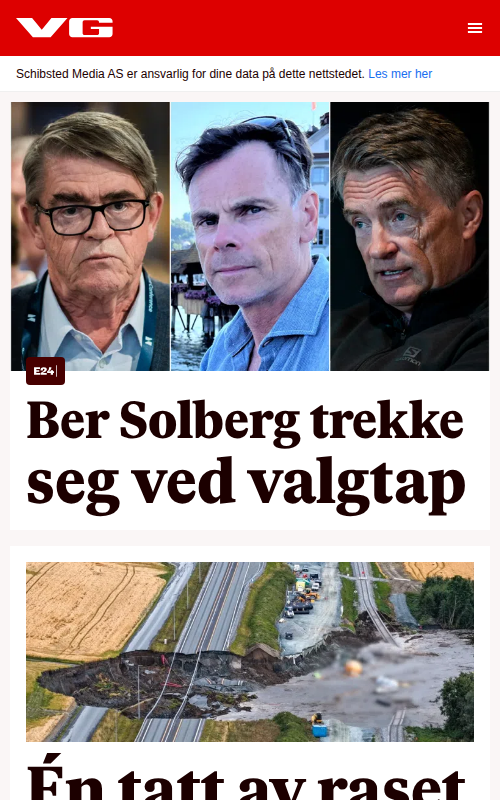 VG
Schibsted Media AS er ansvarlig for dine data på dette nettstedet. Les mer her
E24
Ber Solberg trekke
seg ved valgtap
Én tatt av raset